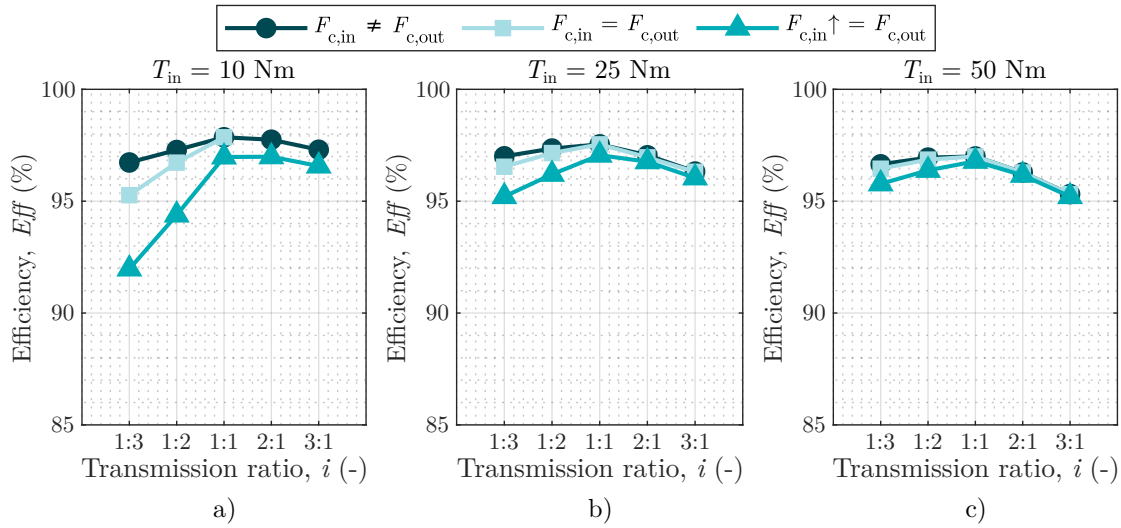 F_c,in ≠ F_c,out F_c,in = F_c,out F_c,in↑ = F_c,out
T_in = 10 Nm T_in = 25 Nm T_in = 50 Nm
100 100 100
95 95 95
90 90 90
85 85 85
Efficiency, Eff (%) Efficiency, Eff (%) Efficiency, Eff (%)
1:3 1:2 1:1 2:1 3:1 1:3 1:2 1:1 2:1 3:1 1:3 1:2 1:1 2:1 3:1
Transmission ratio, i (-) Transmission ratio, i (-) Transmission ratio, i (-)
a) b) c)